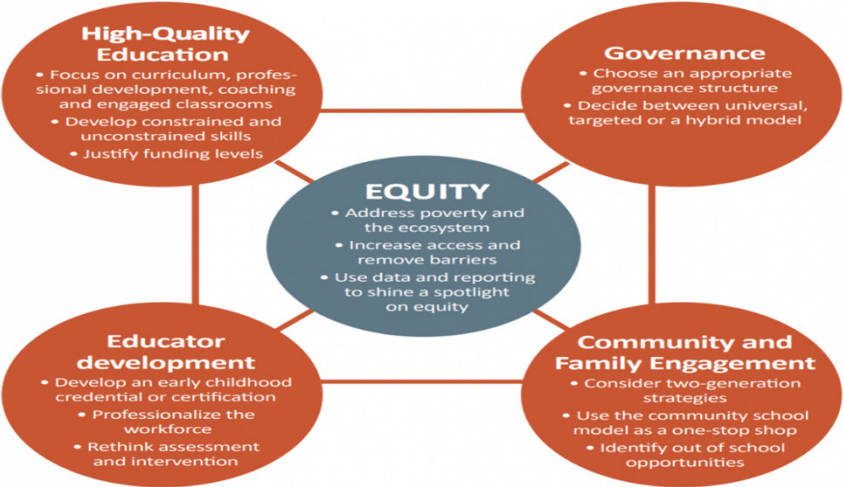 High-Quality
Education
• Focus on curriculum, profes-
sional development, coaching
and engaged classrooms
• Develop constrained and
unconstrained skills
• Justify funding levels
Governance
• Choose an appropriate
governance structure
• Decide between universal,
targeted or a hybrid model
EQUITY
• Address poverty and
the ecosystem
• Increase access and
remove barriers
• Use data and reporting
to shine a spotlight
on equity
Educator
development
• Develop an early childhood
credential or certification
• Professionalize the
workforce
• Rethink assessment
and intervention
Community and
Family Engagement
• Consider two-generation
strategies
• Use the community school
model as a one-stop shop
• Identify out of school
opportunities